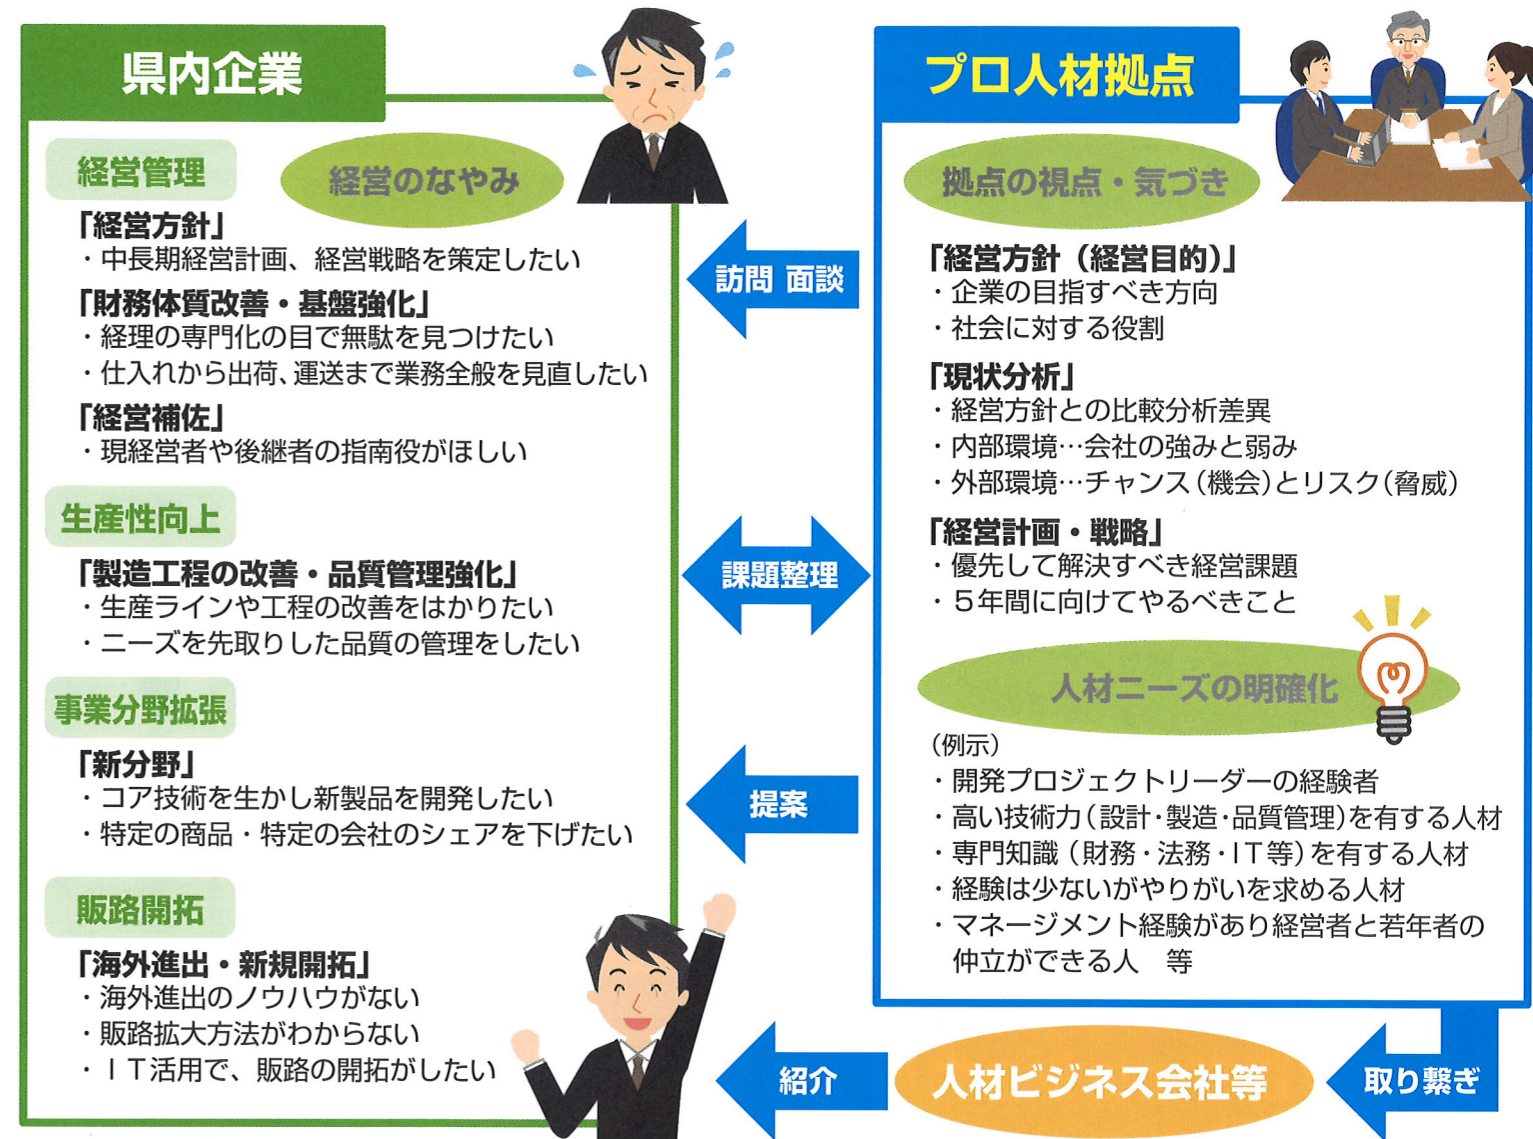 県内企業
経営管理
経営のなやみ
「経営方針」
・中長期経営計画、経営戦略を策定したい
「財務体質改善・基盤強化」
・経理の専門化の目で無駄を見つけたい
・仕入れから出荷、運送まで業務全般を見直したい
「経営補佐」
・現経営者や後継者の指南役がほしい
生産性向上
「製造工程の改善・品質管理強化」
・生産ラインや工程の改善をはかりたい
・ニーズを先取りした品質の管理をしたい
事業分野拡張
「新分野」
・コア技術を生かし新製品を開発したい
・特定の商品・特定の会社のシェアを下げたい
販路開拓
「海外進出・新規開拓」
・海外進出のノウハウがない
・販路拡大方法がわからない
・IT活用で、販路の開拓がしたい
訪問 面談
課題整理
提案
紹介
プロ人材拠点
拠点の視点・気づき
「経営方針（経営目的）」
・企業の目指すべき方向
・社会に対する役割
「現状分析」
・経営方針との比較分析差異
・内部環境…会社の強みと弱み
・外部環境…チャンス（機会）とリスク（脅威）
「経営計画・戦略」
・優先して解決すべき経営課題
・５年間に向けてやるべきこと
人材ニーズの明確化
（例示）
・開発プロジェクトリーダーの経験者
・高い技術力（設計・製造・品質管理）を有する人材
・専門知識（財務・法務・IT等）を有する人材
・経験は少ないがやりがいを求める人材
・マネージメント経験があり経営者と若年者の
仲立ができる人　等
人材ビジネス会社等
取り繋ぎ